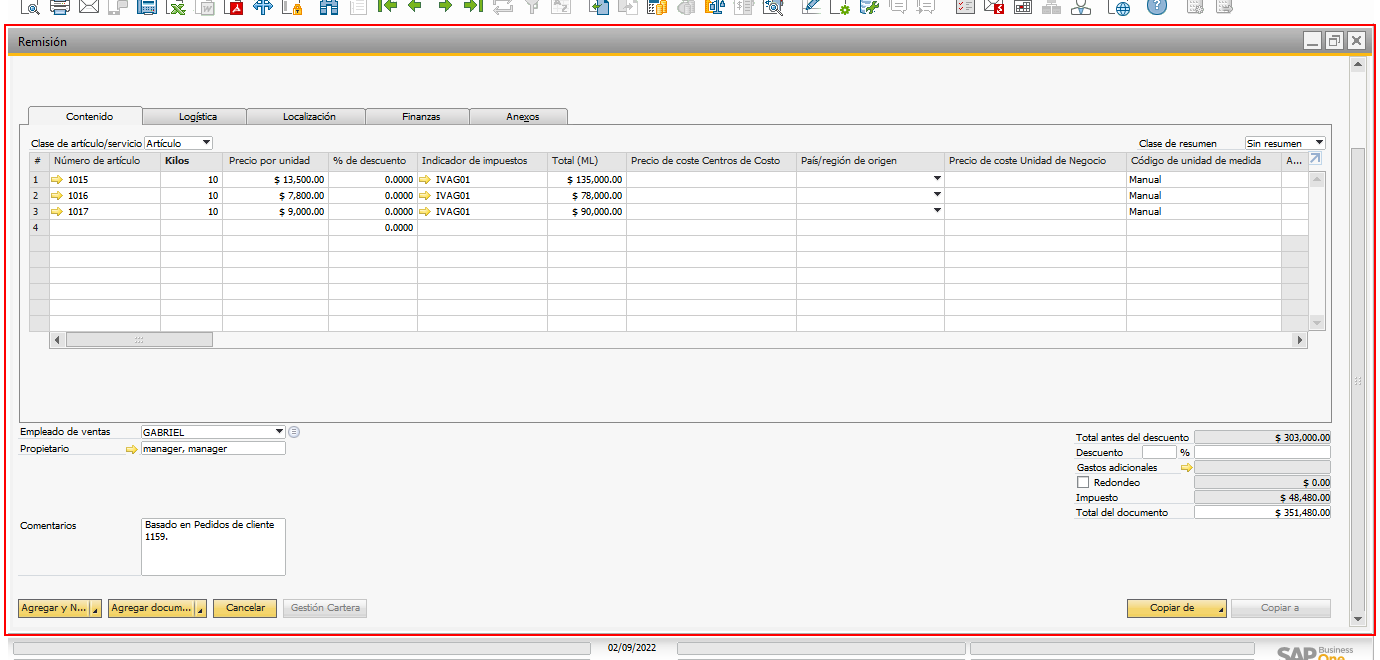 Remisión
Contenido Logística Localización Finanzas Anexos
Clase de artículo/servicio Artículo Clase de resumen Sin resumen
# Número de artículo Kilos Precio por unidad % de descuento Indicador de impuestos Total (ML) Precio de coste Centros de Costo País/región de origen Precio de coste Unidad de Negocio Código de unidad de medida A...
1 1015 10 $ 13,500.00 0.0000 IVAG01 $ 135,000.00 Manual
2 1016 10 $ 7,800.00 0.0000 IVAG01 $ 78,000.00 Manual
3 1017 10 $ 9,000.00 0.0000 IVAG01 $ 90,000.00 Manual
4 0.0000
Empleado de ventas GABRIEL
Propietario manager, manager
Total antes del descuento $ 303,000.00
Descuento %
Gastos adicionales
Redondeo $ 0.00
Impuesto $ 48,480.00
Total del documento $ 351,480.00
Comentarios Basado en Pedidos de cliente
1159.
Agregar y N... Agregar docum... Cancelar Gestión Cartera Copiar de Copiar a
02/09/2022
SAP Business
One